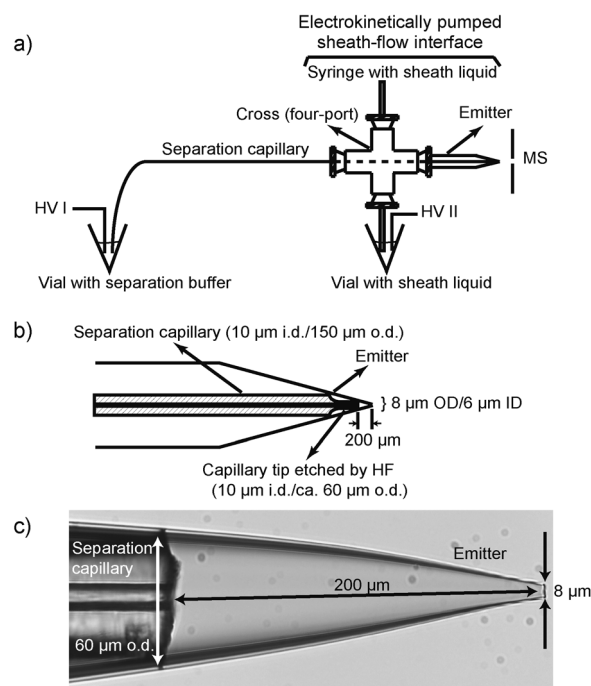 a)
Electrokinetically pumped
sheath-flow interface
Syringe with sheath liquid
Cross (four-port)
Emitter
Separation capillary
MS
HV I
HV II
Vial with separation buffer
Vial with sheath liquid
b)
Separation capillary (10 µm i.d./150 µm o.d.)
Emitter
} 8 µm OD/6 µm ID
200 µm
Capillary tip etched by HF
(10 µm i.d./ca. 60 µm o.d.)
c)
Separation
capillary
Emitter
200 µm
8 µm
60 µm o.d.